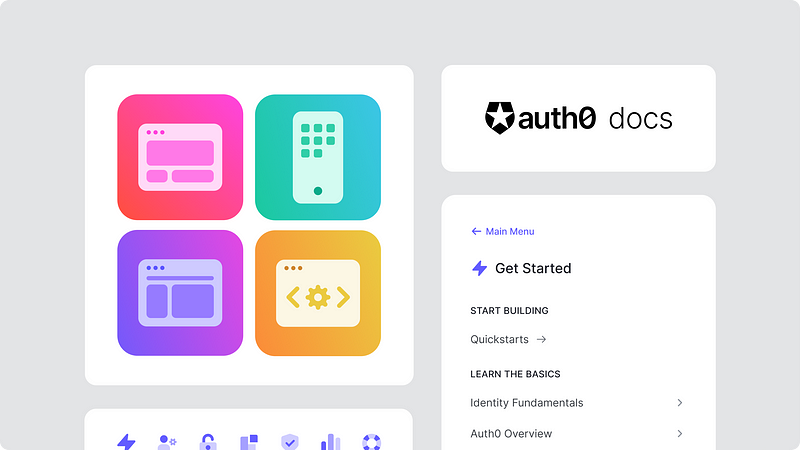 auth0 docs
Main Menu
Get Started
START BUILDING
Quickstarts
LEARN THE BASICS
Identity Fundamentals
Auth0 Overview